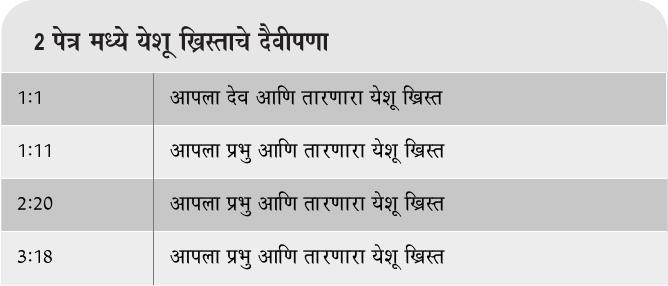 2 पेत्र मध्ये येशू ख्रिस्ताचे दैवीपणा
1:1 आपला देव आणि तारणारा येशू ख्रिस्त
1:11 आपला प्रभु आणि तारणारा येशू ख्रिस्त
2:20 आपला प्रभु आणि तारणारा येशू ख्रिस्त
3:18 आपला प्रभु आणि तारणारा येशू ख्रिस्त